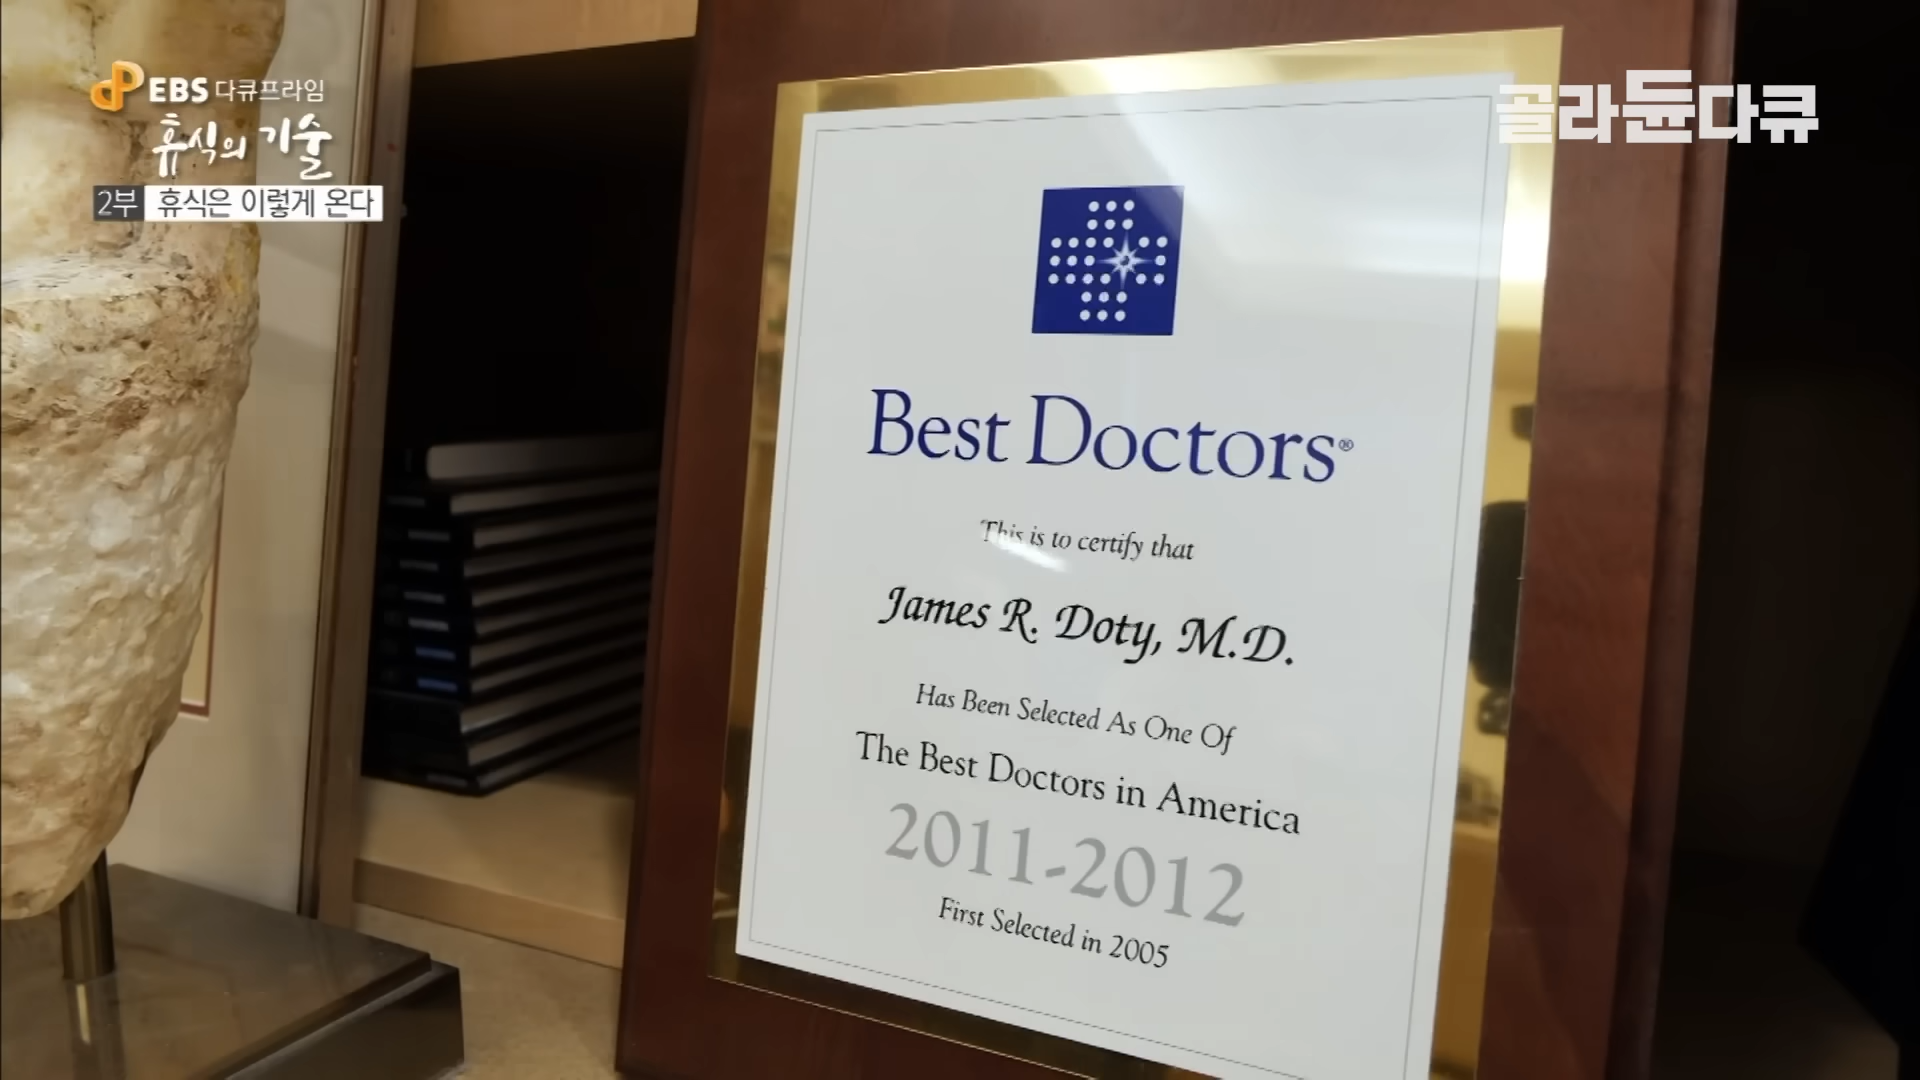 EBS 다큐프라임
휴식의 기술
2부 휴식은 이렇게 온다
골라듄다큐
Best Doctors®
This is to certify that
James R. Doty, M.D.
Has Been Selected As One Of
The Best Doctors in America
2011-2012
First Selected in 2005